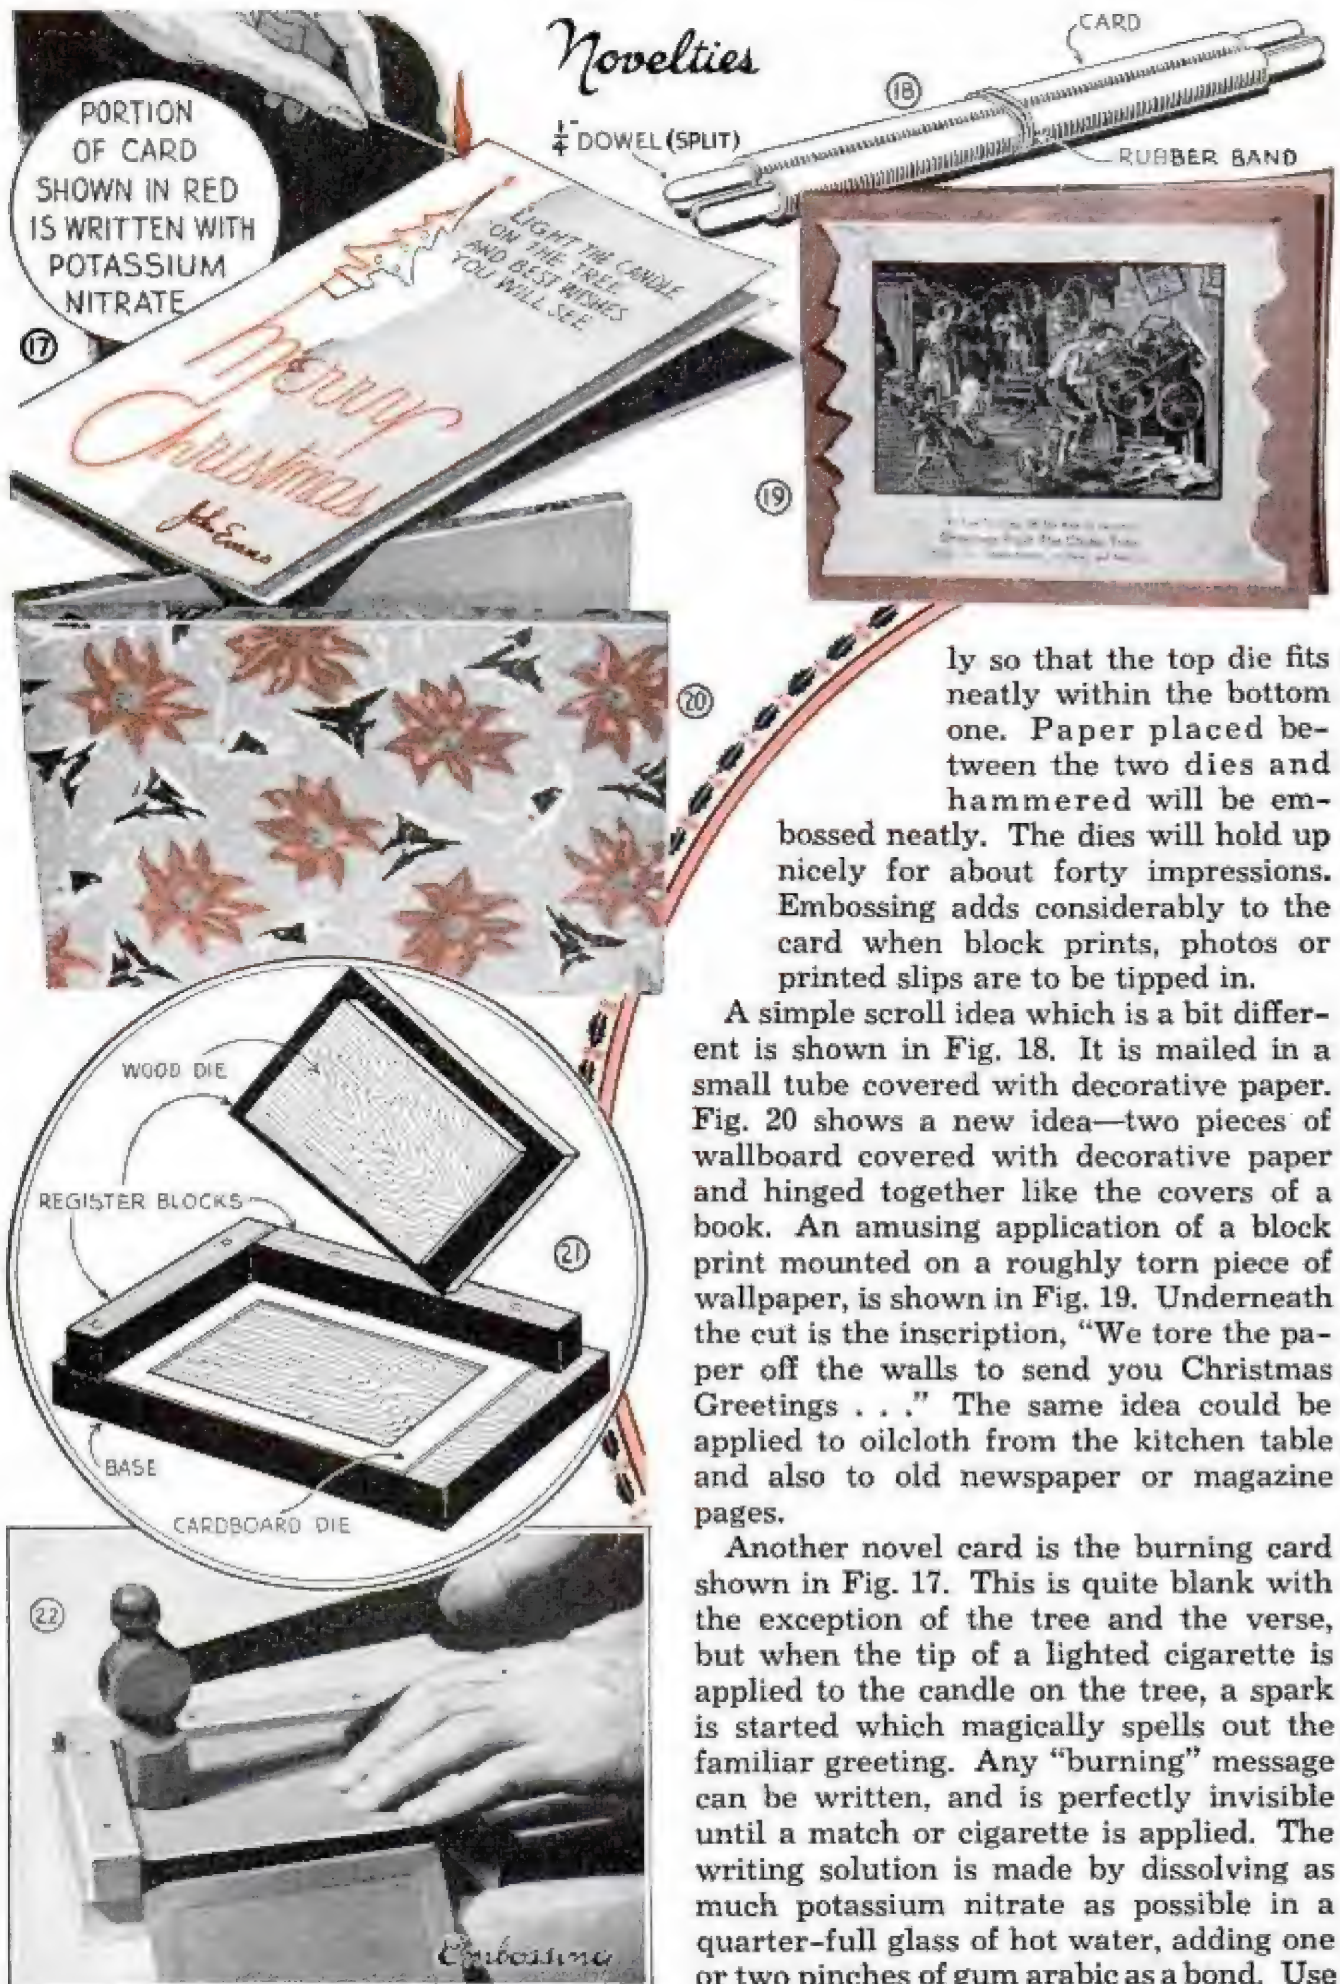 Novelties
PORTION
OF CARD
SHOWN IN RED
IS WRITTEN WITH
POTASSIUM
NITRATE
17
LIGHT THE CANDLE
ON THE TREE
AND BEST WISHES
YOU WILL SEE
Merry
Christmas
John Evans
CARD
18
1/4" DOWEL (SPLIT)
RUBBER BAND
19
20
WOOD DIE
REGISTER BLOCKS
21
BASE
CARDBOARD DIE
22
Embossing
ly so that the top die fits
neatly within the bottom
one. Paper placed be-
tween the two dies and
hammered will be em-
bossed neatly. The dies will hold up
nicely for about forty impressions.
Embossing adds considerably to the
card when block prints, photos or
printed slips are to be tipped in.
A simple scroll idea which is a bit differ-
ent is shown in Fig. 18. It is mailed in a
small tube covered with decorative paper.
Fig. 20 shows a new idea—two pieces of
wallboard covered with decorative paper
and hinged together like the covers of a
book. An amusing application of a block
print mounted on a roughly torn piece of
wallpaper, is shown in Fig. 19. Underneath
the cut is the inscription, “We tore the pa-
per off the walls to send you Christmas
Greetings . . .” The same idea could be
applied to oilcloth from the kitchen table
and also to old newspaper or magazine
pages.
Another novel card is the burning card
shown in Fig. 17. This is quite blank with
the exception of the tree and the verse,
but when the tip of a lighted cigarette is
applied to the candle on the tree, a spark
is started which magically spells out the
familiar greeting. Any “burning” message
can be written, and is perfectly invisible
until a match or cigarette is applied. The
writing solution is made by dissolving as
much potassium nitrate as possible in a
quarter-full glass of hot water, adding one
or two pinches of gum arabic as a bond. Use